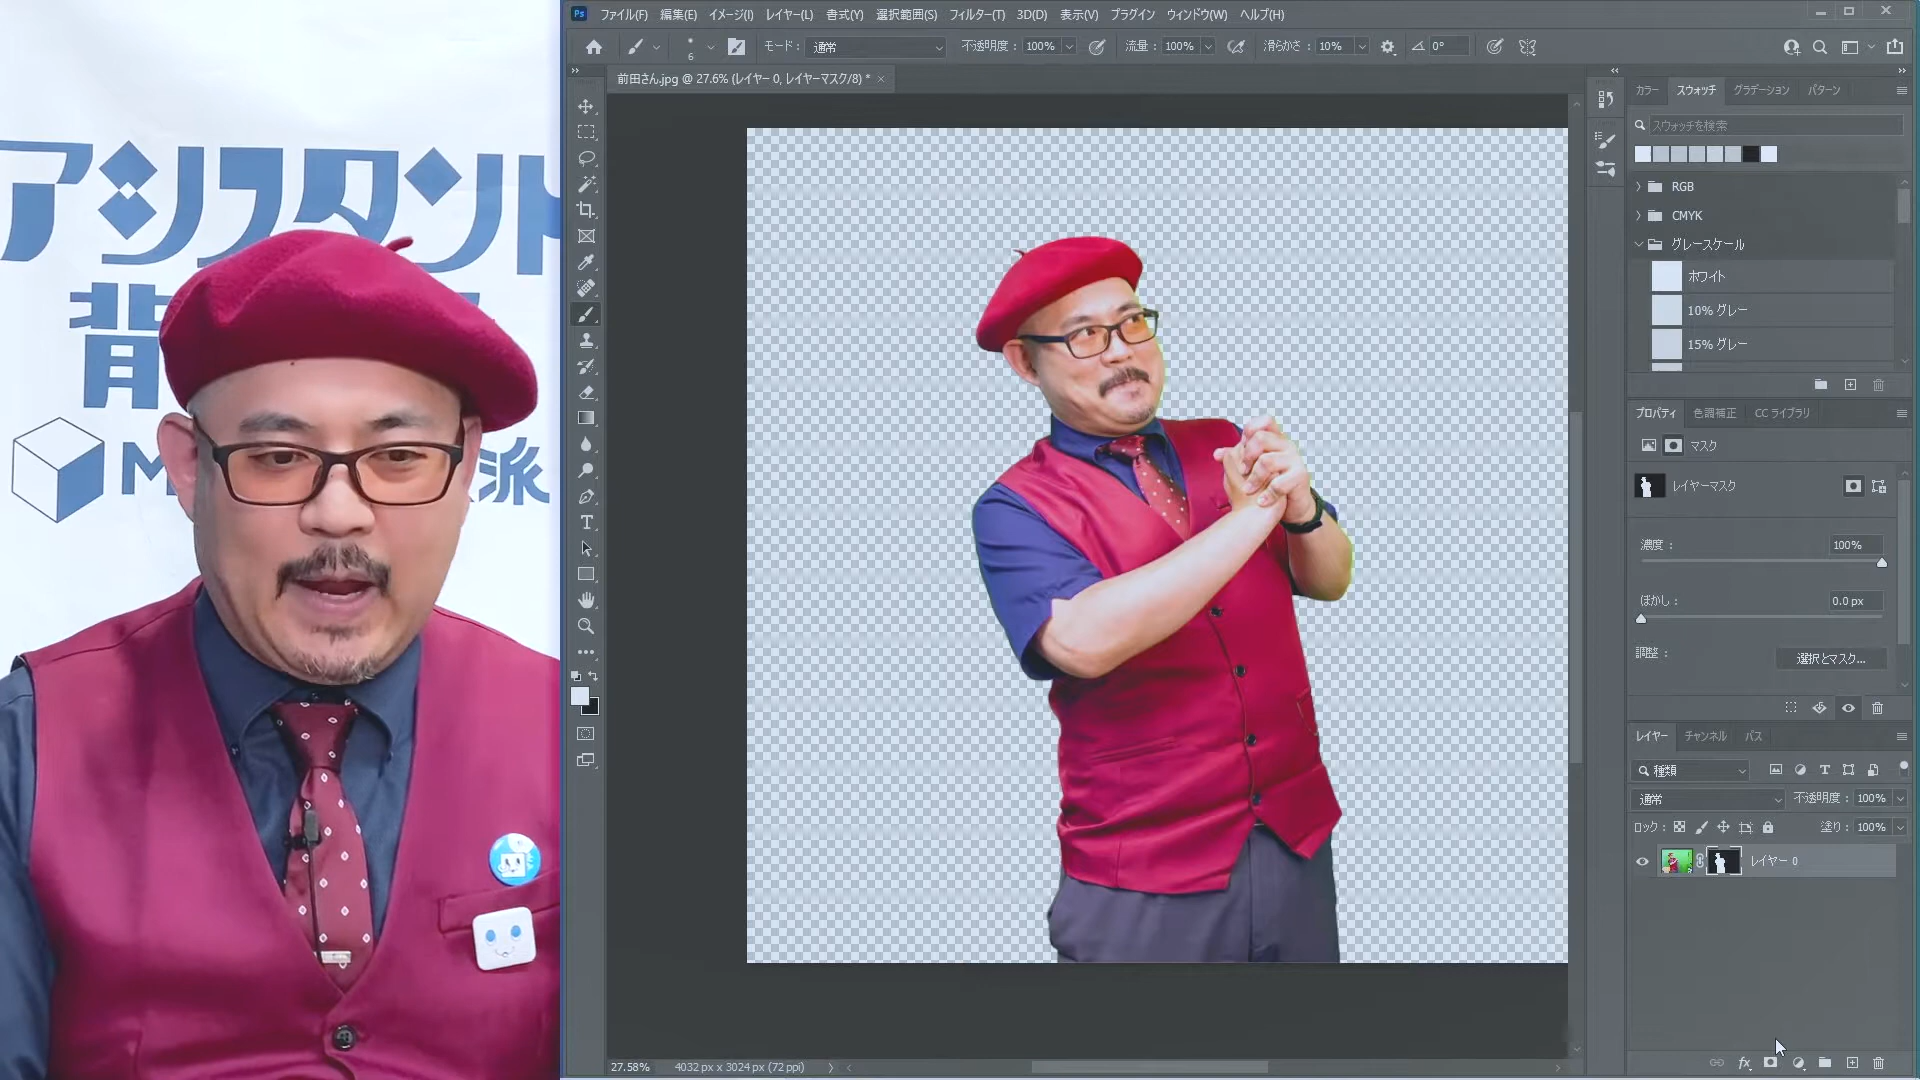 アシスタント
背
M
派
Ps ファイル(F) 編集(E) イメージ(I) レイヤー(L) 書式(Y) 選択範囲(S) フィルター(T) 3D(D) 表示(V) プラグイン ウィンドウ(W) ヘルプ(H)
6 モード： 通常 不透明度： 100% 流量： 100% 滑らかさ： 10% 0°
前田さん.jpg @ 27.6% (レイヤー 0, レイヤーマスク/8) * ×
カラー スウォッチ グラデーション パターン
スウォッチを検索
RGB
CMYK
グレースケール
ホワイト
10% グレー
15% グレー
プロパティ 色調補正 CC ライブラリ
マスク
レイヤーマスク
濃度： 100%
ぼかし： 0.0 px
調整： 選択とマスク...
レイヤー チャンネル パス
種類
通常 不透明度： 100%
ロック： 塗り： 100%
レイヤー 0
fx
27.58% 4032 px x 3024 px (72 ppi)